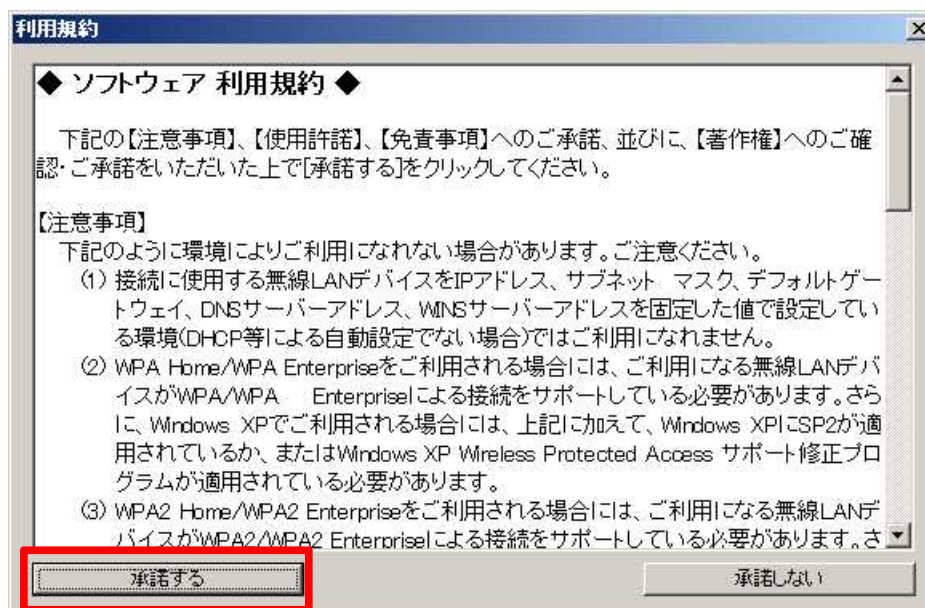 利用規約
◆ ソフトウェア 利用規約 ◆
下記の【注意事項】、【使用許諾】、【免責事項】へのご承諾、並びに、【著作権】へのご確
認・ご承諾をいただいた上で[承諾する]をクリックしてください。
【注意事項】
下記のように環境によりご利用になれない場合があります。ご注意ください。
(1) 接続に使用する無線LANデバイスをIPアドレス、サブネット マスク、デフォルトゲー
トウェイ、DNSサーバーアドレス、WINSサーバーアドレスを固定した値で設定してい
る環境(DHCP等による自動設定でない場合)ではご利用になれません。
(2) WPA Home/WPA Enterpriseをご利用される場合には、ご利用になる無線LANデバ
イスがWPA/WPA Enterpriseによる接続をサポートしている必要があります。さら
に、Windows XPでご利用される場合には、上記に加えて、Windows XPにSP2が適
用されているか、またはWindows XP Wireless Protected Access サポート修正プロ
グラムが適用されている必要があります。
(3) WPA2 Home/WPA2 Enterpriseをご利用される場合には、ご利用になる無線LANデ
バイスがWPA2/WPA2 Enterpriseによる接続をサポートしている必要があります。さ
承諾する
承諾しない